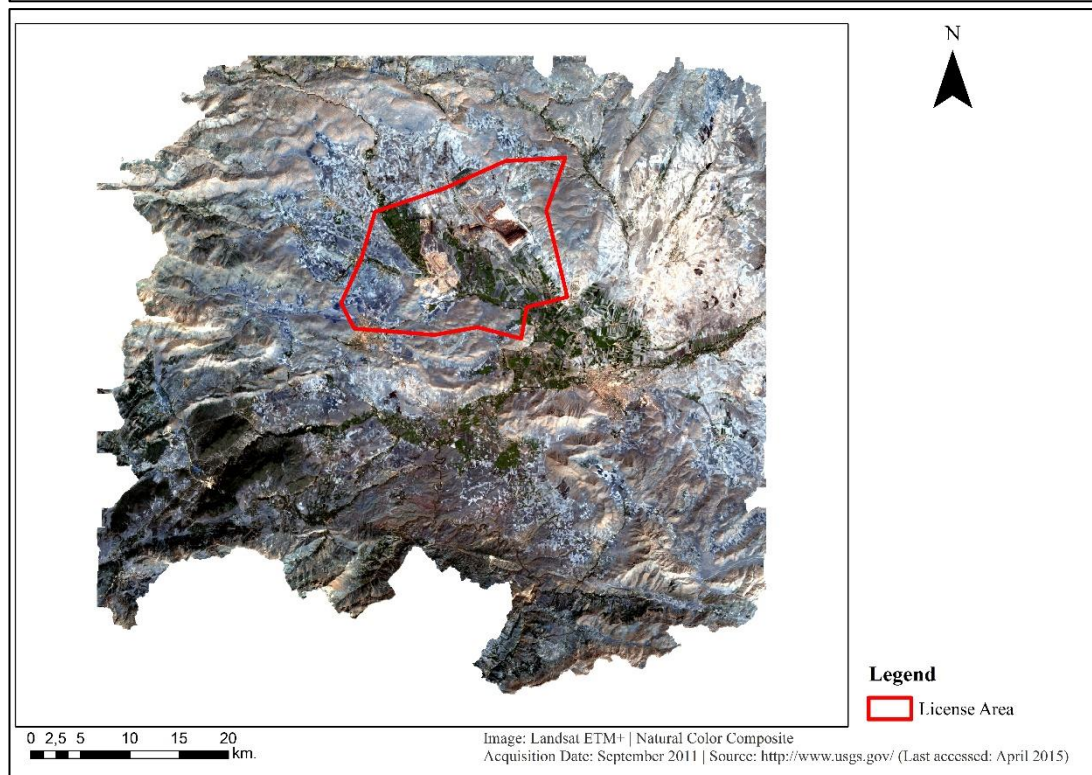 N
Legend
License Area
0 2,5 5 10 15 20
km.
Image: Landsat ETM+ | Natural Color Composite
Acquisition Date: September 2011 | Source: http://www.usgs.gov/ (Last accessed: April 2015)